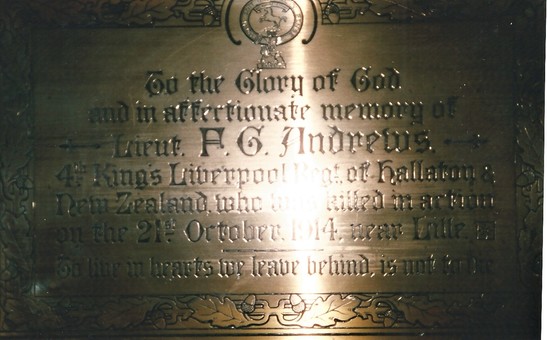 To the Glory of God
and in affectionate memory of
Lieut. F. G. Andrews.
4th King's Liverpool Regt. of Hallaton &
New Zealand, who was killed in action
on the 21st October, 1914, near Lille.
To live in hearts we leave behind, is not to die